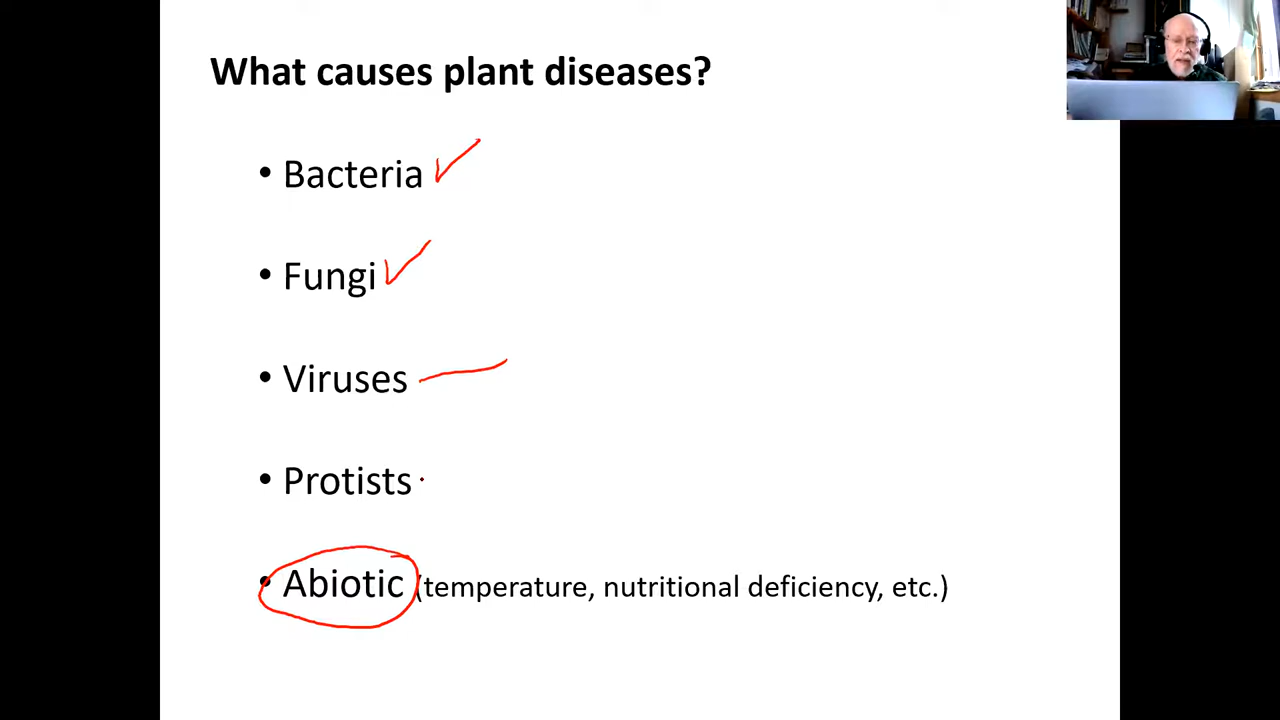 What causes plant diseases?
• Bacteria
• Fungi
• Viruses
• Protists
• Abiotic (temperature, nutritional deficiency, etc.)